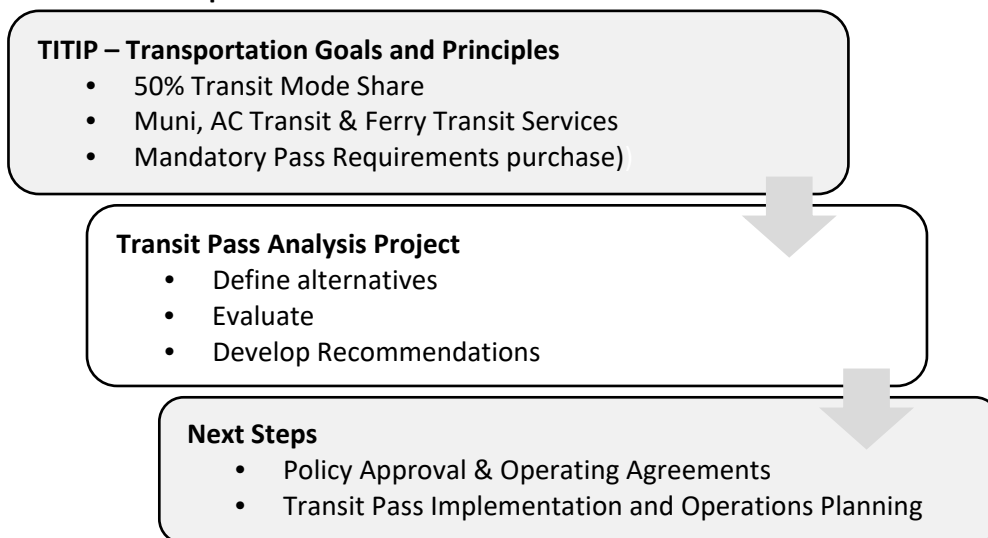 TITIP – Transportation Goals and Principles
• 50% Transit Mode Share
• Muni, AC Transit & Ferry Transit Services
• Mandatory Pass Requirements purchase)
Transit Pass Analysis Project
• Define alternatives
• Evaluate
• Develop Recommendations
Next Steps
• Policy Approval & Operating Agreements
• Transit Pass Implementation and Operations Planning